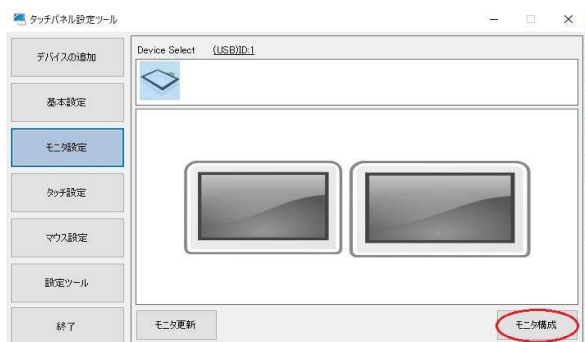 タッチパネル設定ツール
デバイスの追加
基本設定
モニタ設定
タッチ設定
マウス設定
設定ツール
終了
Device Select (USB)ID:1
モニタ更新
モニタ構成